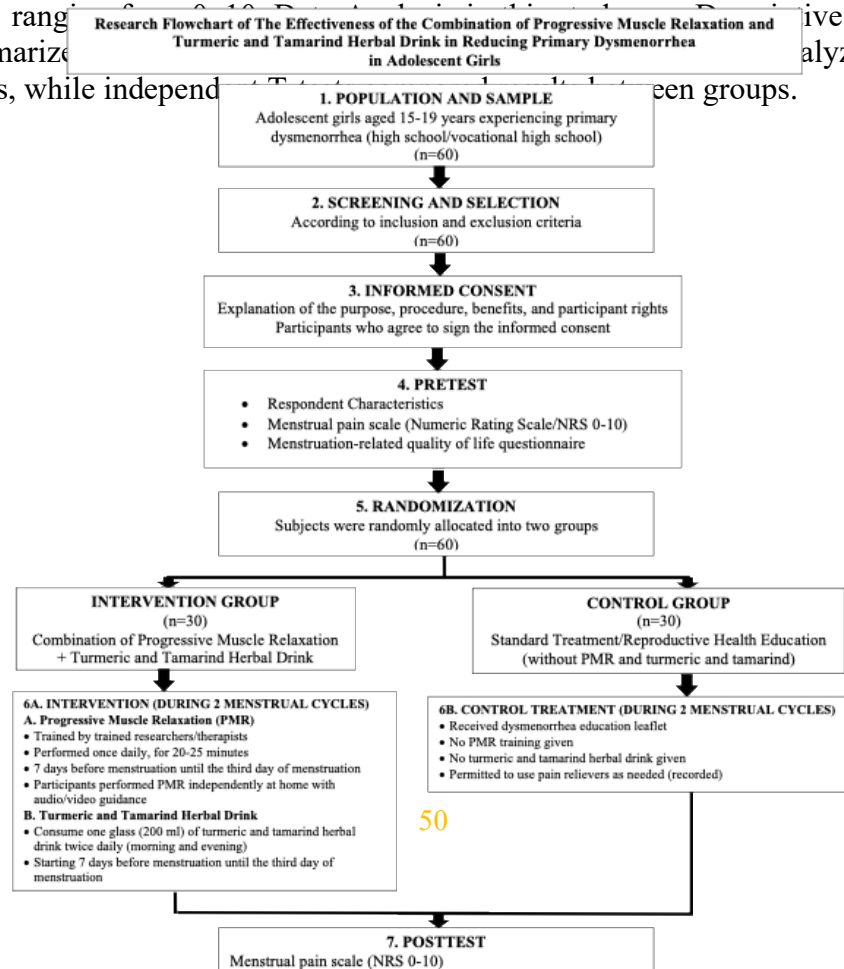 rangi
Research Flowchart of The Effectiveness of the Combination of Progressive Muscle Relaxation and
Turmeric and Tamarind Herbal Drink in Reducing Primary Dysmenorrhea
in Adolescent Girls
marize
alyz
s, while independent
een groups.
1. POPULATION AND SAMPLE
Adolescent girls aged 15-19 years experiencing primary
dysmenorrhea (high school/vocational high school)
(n=60)
2. SCREENING AND SELECTION
According to inclusion and exclusion criteria
(n=60)
3. INFORMED CONSENT
Explanation of the purpose, procedure, benefits, and participant rights
Participants who agree to sign the informed consent
4. PRETEST
• Respondent Characteristics
• Menstrual pain scale (Numeric Rating Scale/NRS 0-10)
• Menstruation-related quality of life questionnaire
5. RANDOMIZATION
Subjects were randomly allocated into two groups
(n=60)
INTERVENTION GROUP
(n=30)
Combination of Progressive Muscle Relaxation
+ Turmeric and Tamarind Herbal Drink
CONTROL GROUP
(n=30)
Standard Treatment/Reproductive Health Education
(without PMR and turmeric and tamarind)
6A. INTERVENTION (DURING 2 MENSTRUAL CYCLES)
A. Progressive Muscle Relaxation (PMR)
• Trained by trained researchers/therapists
• Performed once daily, for 20-25 minutes
• 7 days before menstruation until the third day of menstruation
• Participants performed PMR independently at home with
audio/video guidance
B. Turmeric and Tamarind Herbal Drink
• Consume one glass (200 ml) of turmeric and tamarind herbal
drink twice daily (morning and evening)
• Starting 7 days before menstruation until the third day of
menstruation
6B. CONTROL TREATMENT (DURING 2 MENSTRUAL CYCLES)
• Received dysmenorrhea education leaflet
• No PMR training given
• No turmeric and tamarind herbal drink given
• Permitted to use pain relievers as needed (recorded)
50
7. POSTTEST
Menstrual pain scale (NRS 0-10)